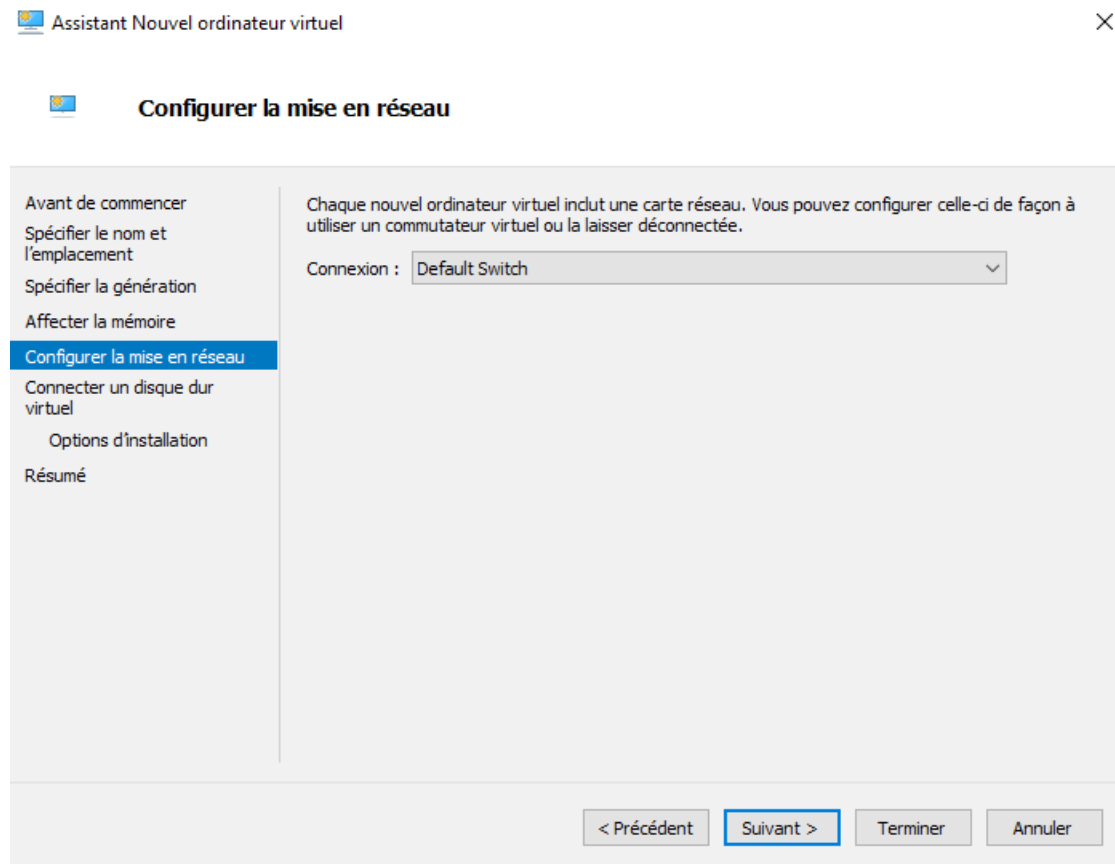 Assistant Nouvel ordinateur virtuel
Configurer la mise en réseau
Avant de commencer
Spécifier le nom et
l'emplacement
Spécifier la génération
Affecter la mémoire
Configurer la mise en réseau
Connecter un disque dur
virtuel
Options d'installation
Résumé
Chaque nouvel ordinateur virtuel inclut une carte réseau. Vous pouvez configurer celle-ci de façon à
utiliser un commutateur virtuel ou la laisser déconnectée.
Connexion : Default Switch
< Précédent Suivant > Terminer Annuler